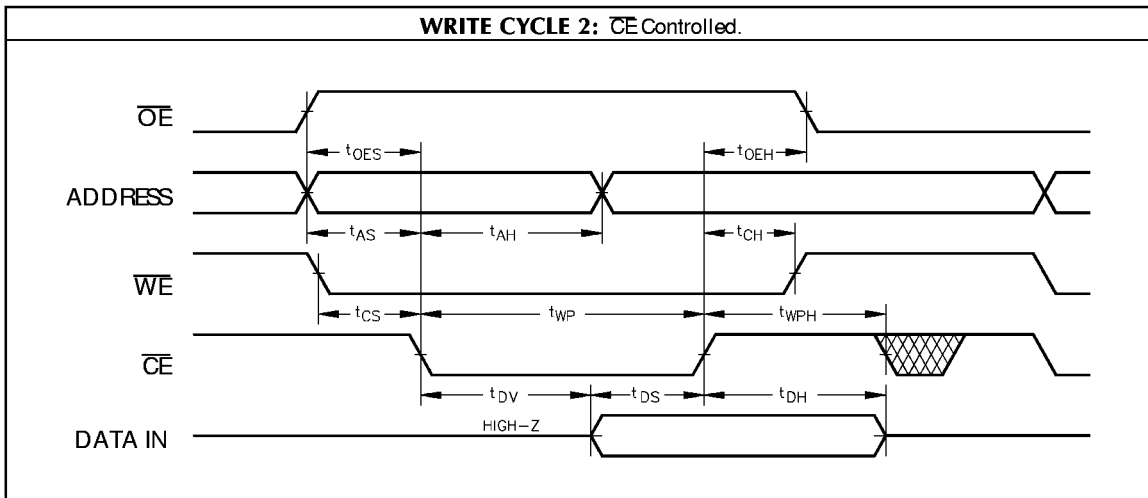 WRITE CYCLE 2: CE Controlled.
OE
tOES
tOEH
ADDRESS
tAS
tAH
tCH
WE
tCS
tWP
tWPH
CE
tDV
tDS
tDH
HIGH-Z
DATA IN